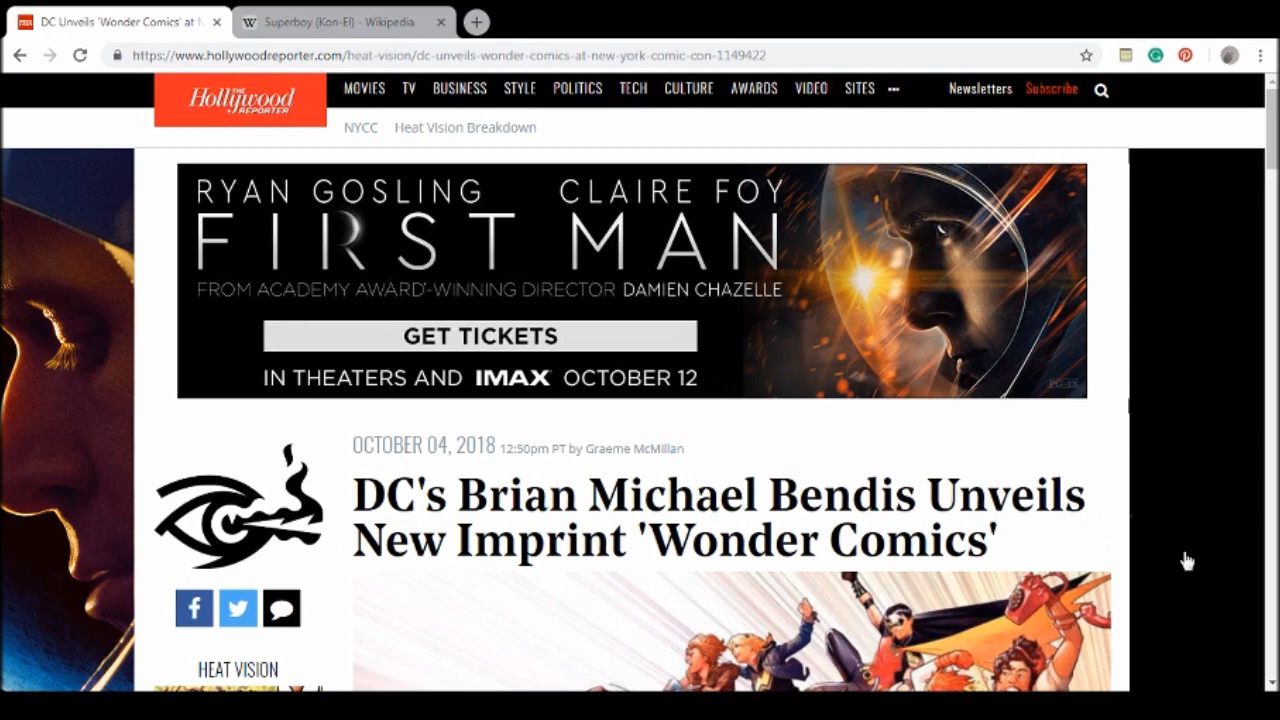 DC Unveils 'Wonder Comics' at N
Superboy (Kon-El) - Wikipedia
https://www.hollywoodreporter.com/heat-vision/dc-unveils-wonder-comics-at-new-york-comic-con-1149422
THE
Hollywood
REPORTER
MOVIES TV BUSINESS STYLE POLITICS TECH CULTURE AWARDS VIDEO SITES ••• Newsletters Subscribe
NYCC Heat Vision Breakdown
RYAN GOSLING CLAIRE FOY
FIRST MAN
FROM ACADEMY AWARD-WINNING DIRECTOR DAMIEN CHAZELLE
GET TICKETS
IN THEATERS AND IMAX OCTOBER 12
PG-13
OCTOBER 04, 2018 12:50pm PT by Graeme McMillan
DC's Brian Michael Bendis Unveils
New Imprint 'Wonder Comics'
HEAT VISION